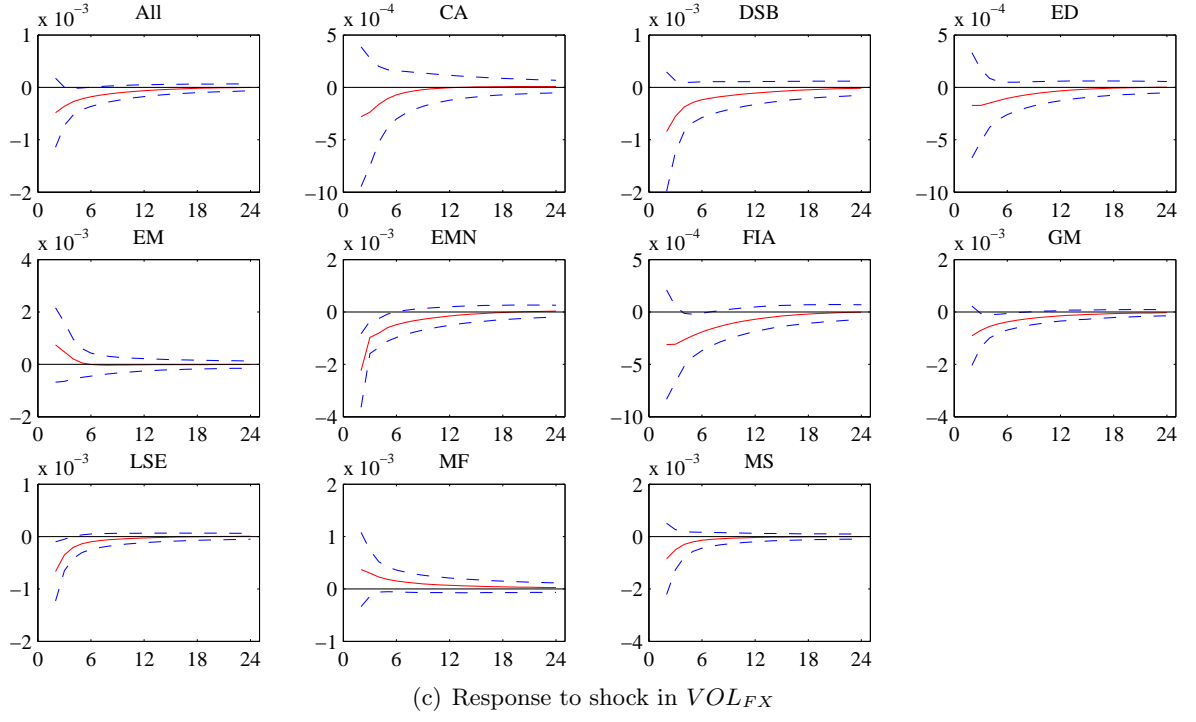 All CA DSB ED
x 10⁻³ x 10⁻⁴ x 10⁻³ x 10⁻⁴
1 5 1 5
0 0 0 0
−1 −5 −1 −5
−2 −10 −2 −10
0 6 12 18 24 0 6 12 18 24 0 6 12 18 24 0 6 12 18 24
EM EMN FIA GM
x 10⁻³ x 10⁻³ x 10⁻⁴ x 10⁻³
4 2 5 2
2 0 0 0
0 −2 −5 −2
−2 −4 −10 −4
0 6 12 18 24 0 6 12 18 24 0 6 12 18 24 0 6 12 18 24
LSE MF MS
x 10⁻³ x 10⁻³ x 10⁻³
1 2 2
0 1 0
−1 0 −2
−2 −1 −4
0 6 12 18 24 0 6 12 18 24 0 6 12 18 24
(c) Response to shock in VOL_FX